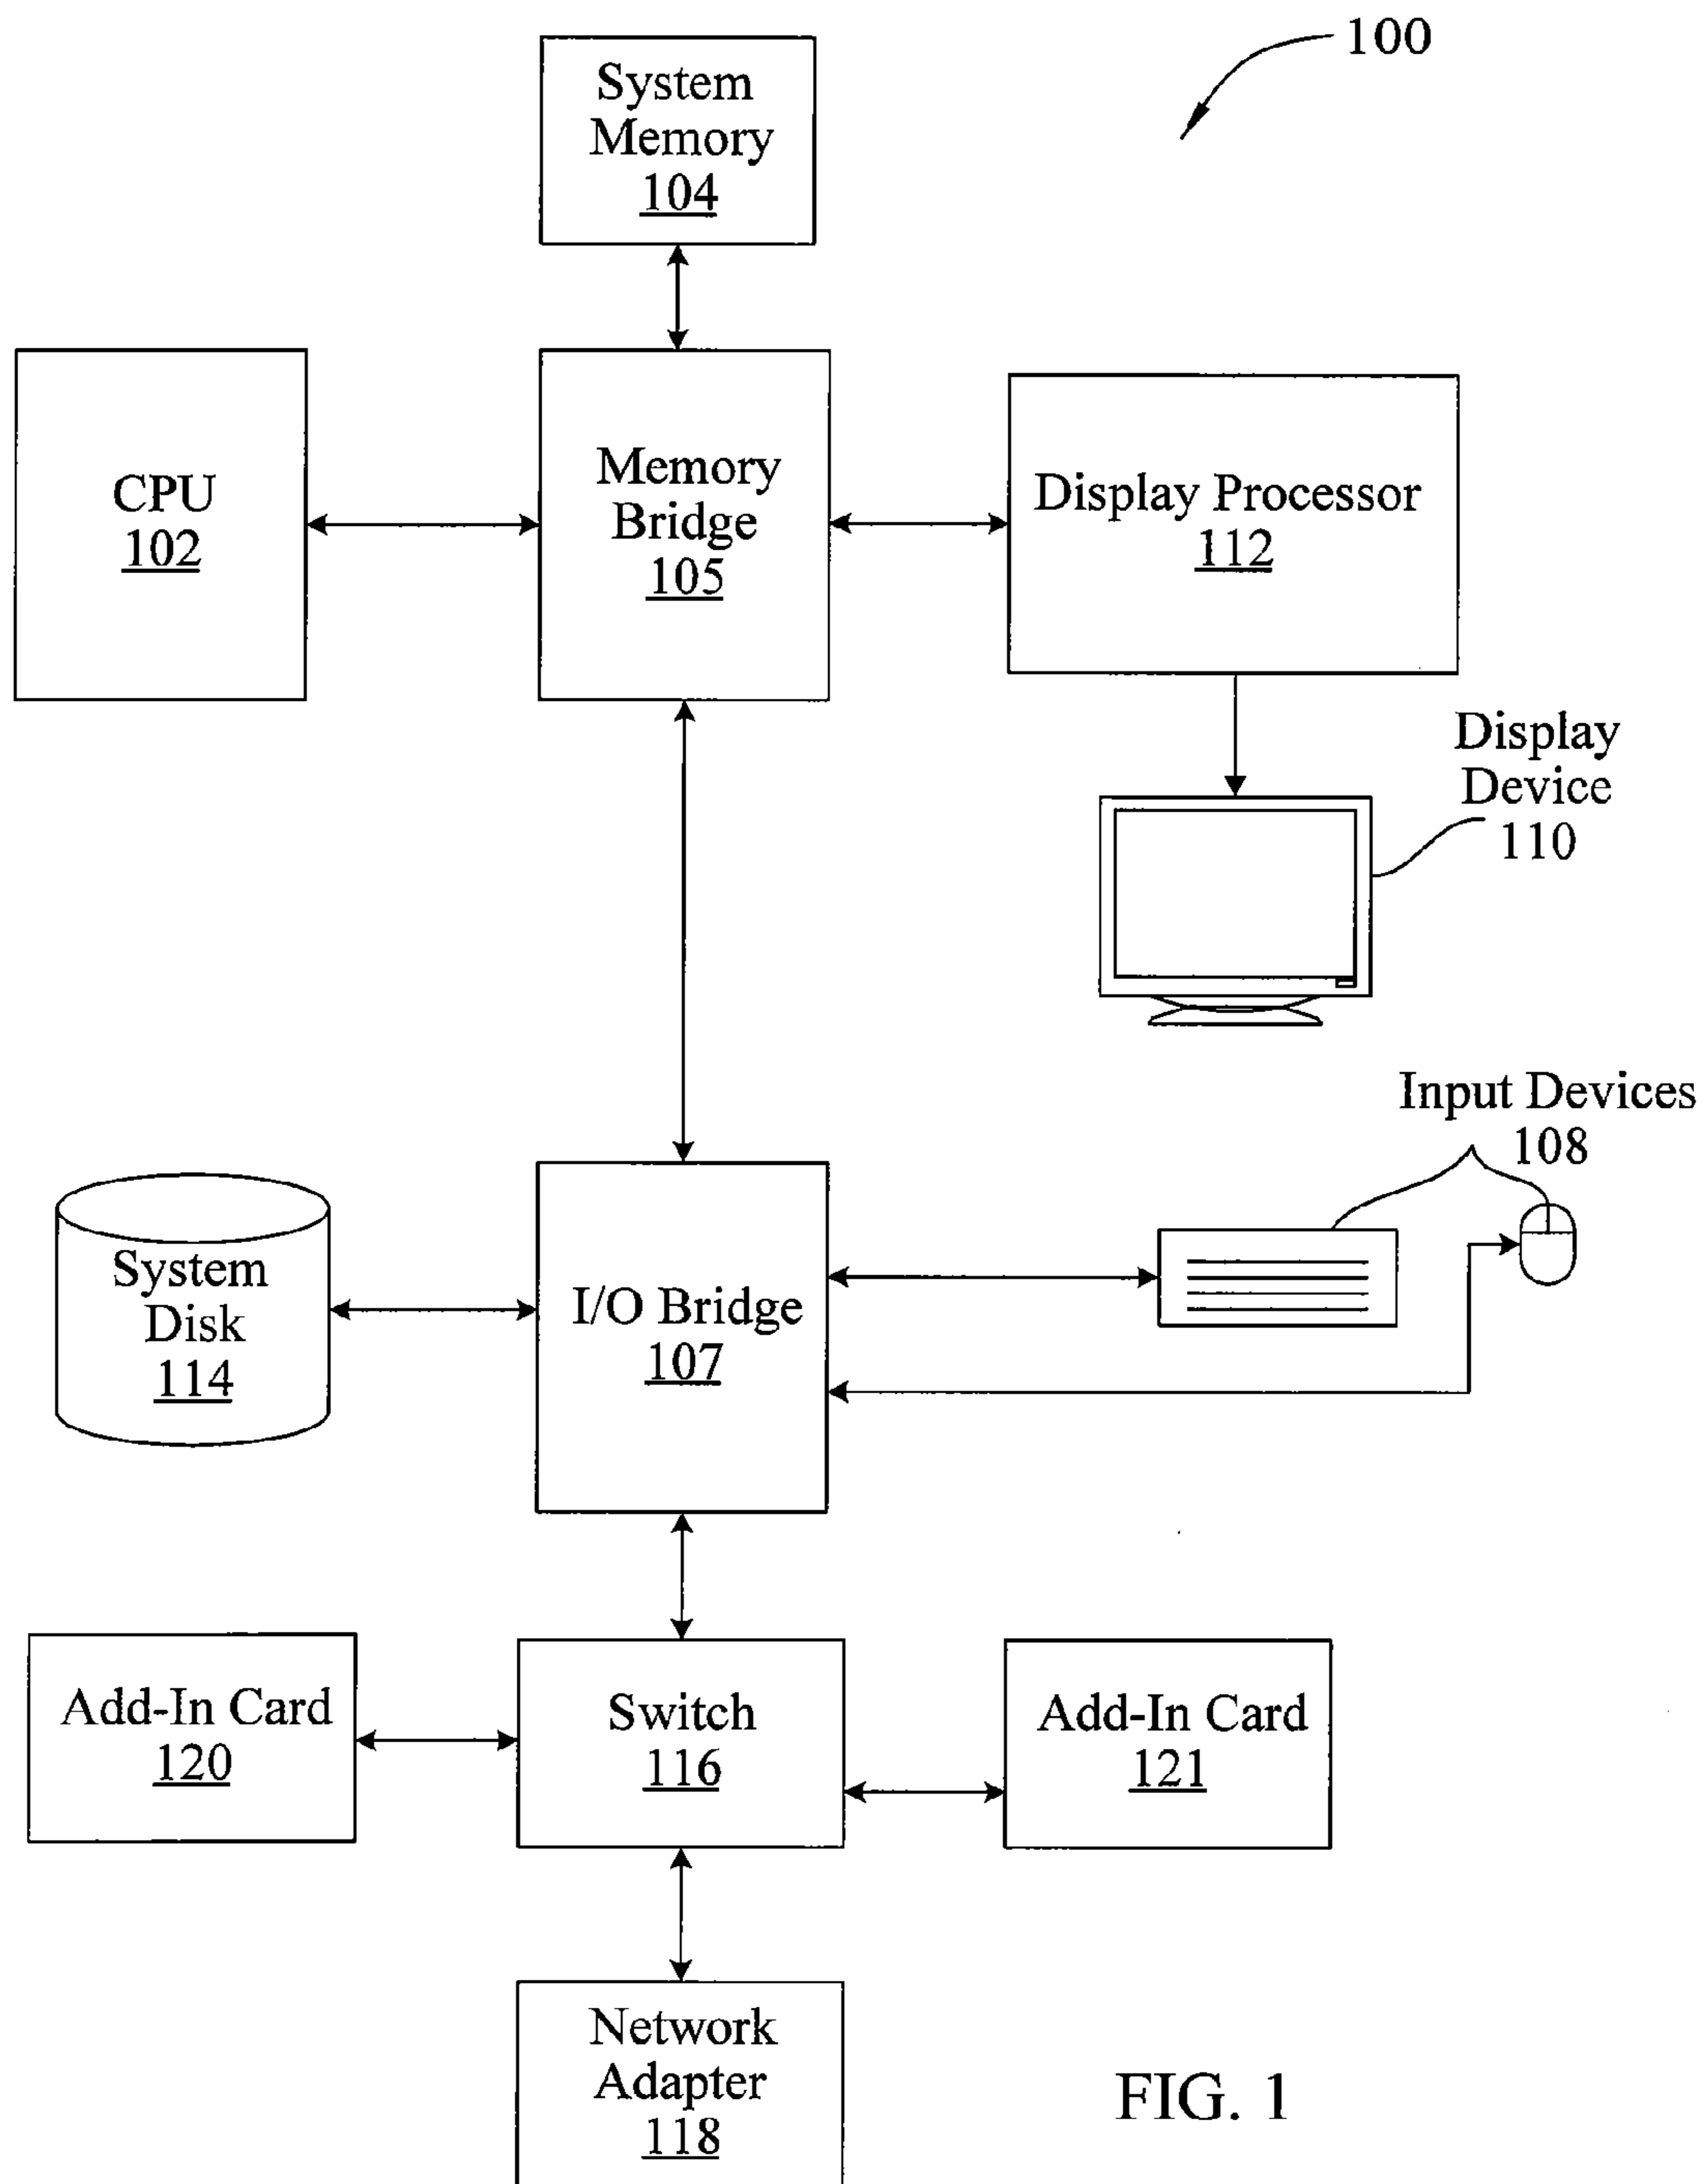 100
System
Memory
104
CPU
102
Memory
Bridge
105
Display Processor
112
Display
Device
110
Input Devices
108
System
Disk
114
I/O Bridge
107
Add-In Card
120
Switch
116
Add-In Card
121
Network
Adapter
118
FIG. 1